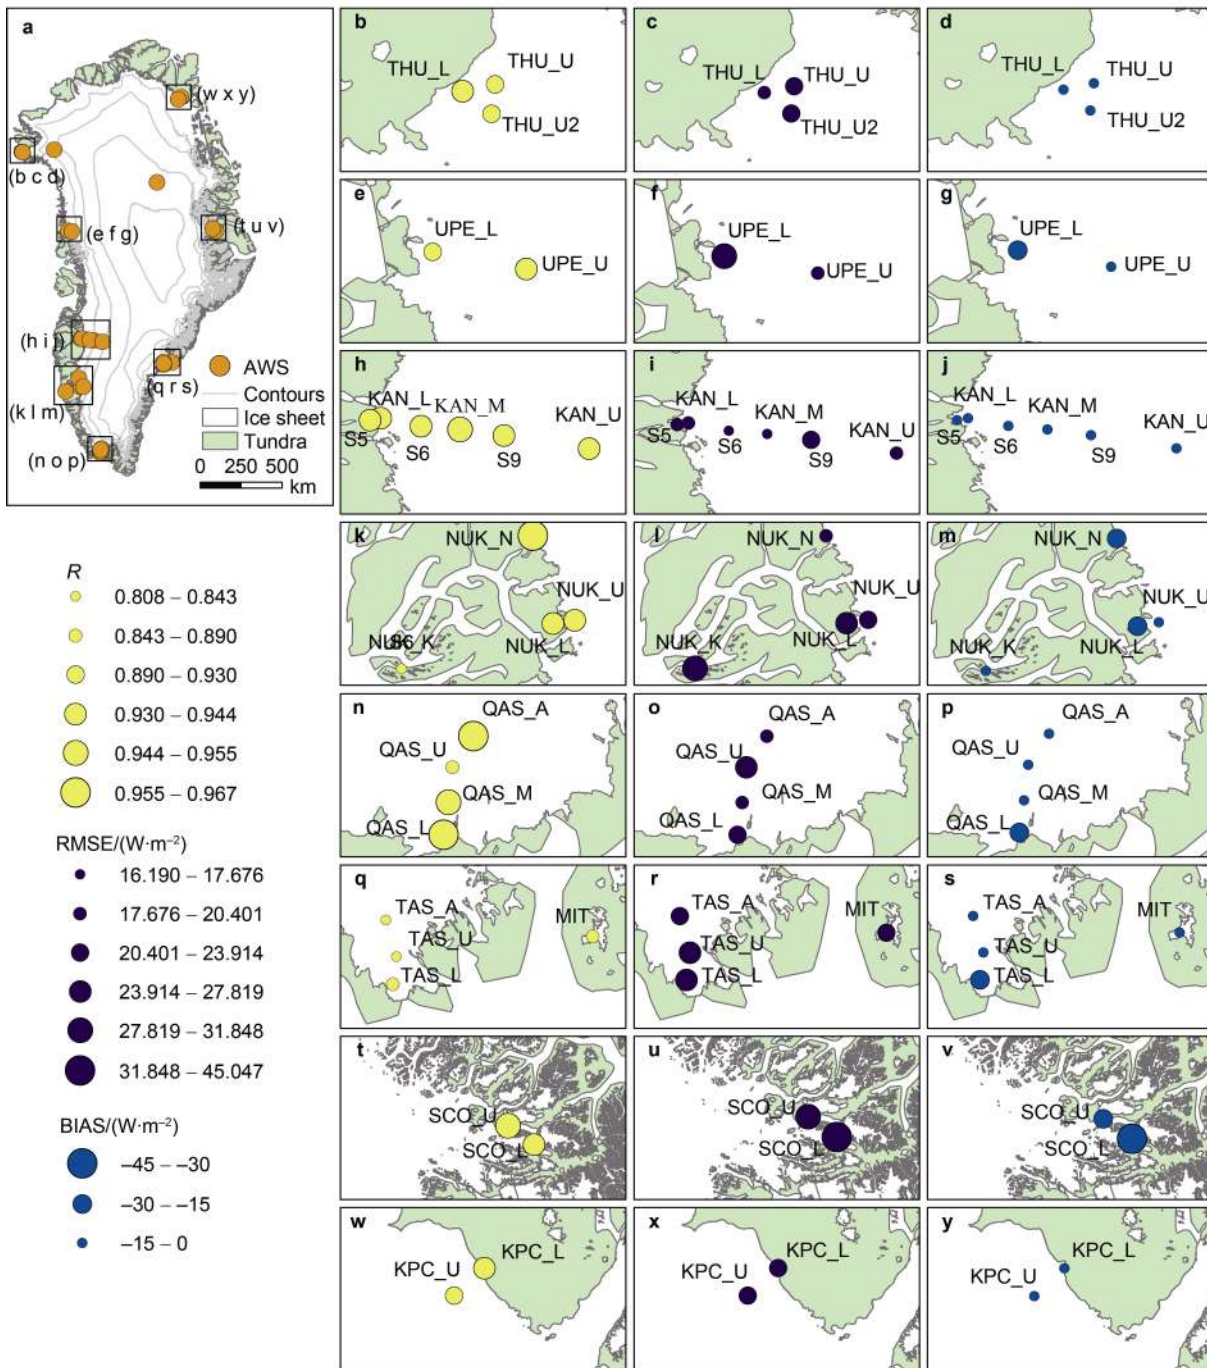 a
(w x y)
(b c d)
(e f g)
(t u v)
(h i j)
(q r s)
(k l m)
(n o p)
AWS
Contours
Ice sheet
Tundra
0 250 500
km
R
0.808 – 0.843
0.843 – 0.890
0.890 – 0.930
0.930 – 0.944
0.944 – 0.955
0.955 – 0.967
RMSE/(W·m⁻²)
16.190 – 17.676
17.676 – 20.401
20.401 – 23.914
23.914 – 27.819
27.819 – 31.848
31.848 – 45.047
BIAS/(W·m⁻²)
–45 – –30
–30 – –15
–15 – 0
b
THU_L
THU_U
THU_U2
c
THU_L
THU_U
THU_U2
d
THU_L
THU_U
THU_U2
e
UPE_L
UPE_U
f
UPE_L
UPE_U
g
UPE_L
UPE_U
h
KAN_L
KAN_M
KAN_U
S5
S6
S9
i
KAN_L
KAN_M
KAN_U
S5
S6
S9
j
KAN_L
KAN_M
KAN_U
S5
S6
S9
k
NUK_N
NUK_U
NUK_L
NUK_K
l
NUK_N
NUK_U
NUK_L
NUK_K
m
NUK_N
NUK_U
NUK_L
NUK_K
n
QAS_A
QAS_U
QAS_M
QAS_L
o
QAS_A
QAS_U
QAS_M
QAS_L
p
QAS_A
QAS_U
QAS_M
QAS_L
q
TAS_A
TAS_U
TAS_L
MIT
r
TAS_A
TAS_U
TAS_L
MIT
s
TAS_A
TAS_U
TAS_L
MIT
t
SCO_U
SCO_L
u
SCO_U
SCO_L
v
SCO_U
SCO_L
w
KPC_L
KPC_U
x
KPC_L
KPC_U
y
KPC_L
KPC_U